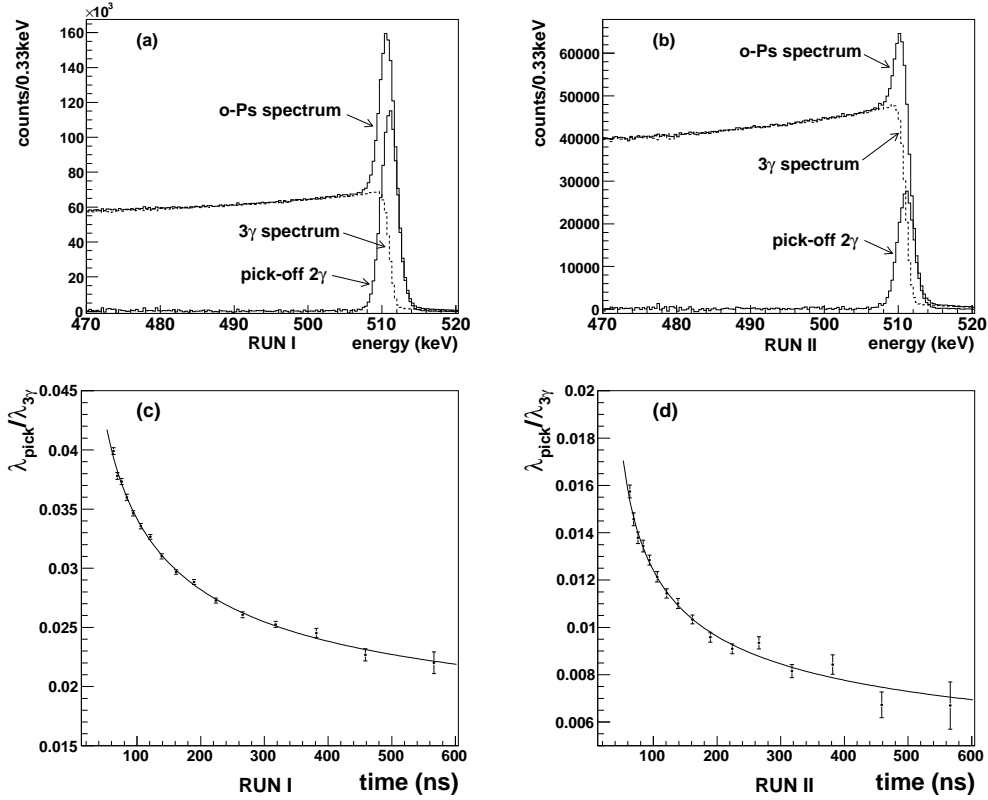 ×10³
160
140
120
100
80
60
40
20
0
counts/0.33keV
(a)
o-Ps spectrum
3γ spectrum
pick-off 2γ
470 480 490 500 510 520
RUN I
energy (keV)
60000
50000
40000
30000
20000
10000
0
counts/0.33keV
(b)
o-Ps spectrum
3γ spectrum
pick-off 2γ
470 480 490 500 510 520
RUN II
energy (keV)
0.045
0.04
0.035
0.03
0.025
0.02
0.015
λpick/λ3γ
(c)
100 200 300 400 500 600
RUN I
time (ns)
0.02
0.018
0.016
0.014
0.012
0.01
0.008
0.006
λpick/λ3γ
(d)
100 200 300 400 500 600
RUN II
time (ns)